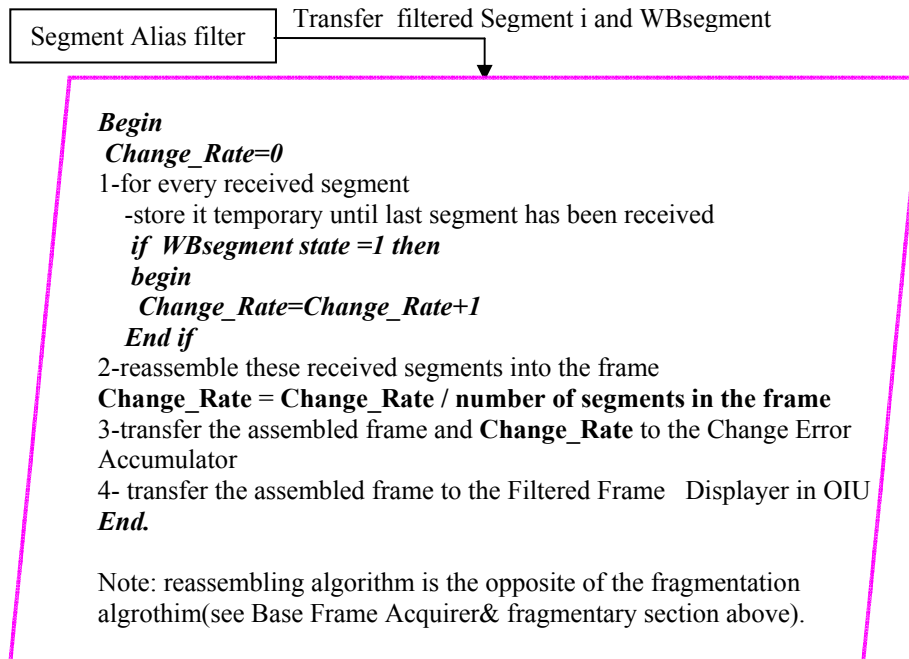 Transfer filtered Segment i and WBsegment
Segment Alias filter
Begin
Change_Rate=0
1-for every received segment
-store it temporary until last segment has been received
if WBsegment state =1 then
begin
Change_Rate=Change_Rate+1
End if
2-reassemble these received segments into the frame
Change_Rate = Change_Rate / number of segments in the frame
3-transfer the assembled frame and Change_Rate to the Change Error
Accumulator
4- transfer the assembled frame to the Filtered Frame Displayer in OIU
End.
Note: reassembling algorithm is the opposite of the fragmentation
algrothim(see Base Frame Acquirer& fragmentary section above).